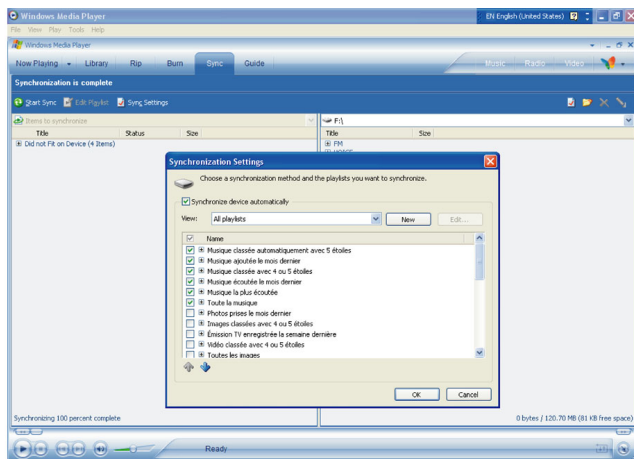 Windows Media Player
EN English (United States)
File View Play Tools Help
Windows Media Player
Now Playing Library Rip Burn Sync Guide Music Radio Video
Synchronization is complete
Start Sync Edit Playlist Sync Settings
Items to synchronize F:\
Title Status Size Title Size
Did not Fit on Device (4 Items) FM
VOICE
Synchronization Settings
Choose a synchronization method and the playlists you want to synchronize.
Synchronize device automatically
View: All playlists New Edit...
Name
Musique classée automatiquement avec 5 étoiles
Musique ajoutée le mois dernier
Musique classée avec 4 ou 5 étoiles
Musique écoutée le mois dernier
Musique la plus écoutée
Toute la musique
Photos prises le mois dernier
Images classées avec 4 ou 5 étoiles
Émission TV enregistrée la semaine dernière
Vidéo classée avec 4 ou 5 étoiles
Toutes les images
OK Cancel
Synchronizing 100 percent complete 0 bytes / 120.70 MB (81 KB free space)
Ready